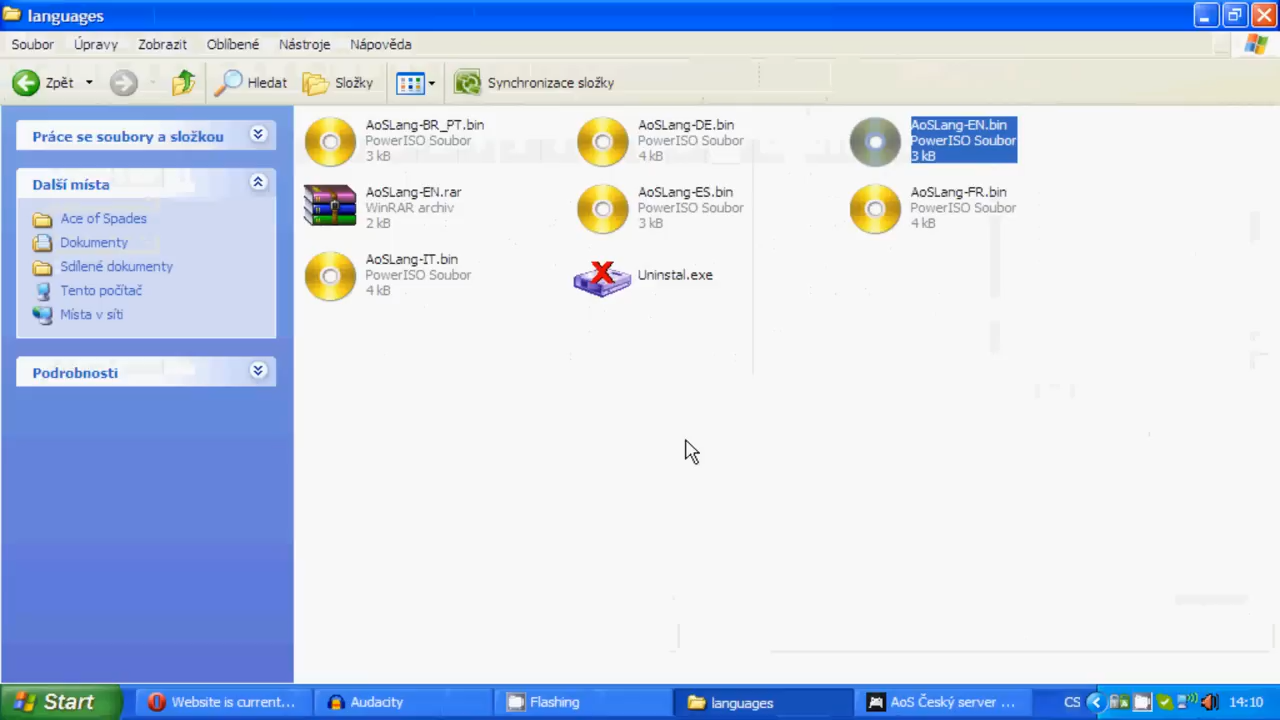 languages
Soubor Úpravy Zobrazit Oblíbené Nástroje Nápověda
Zpět Hledat Složky Synchronizace složky
Práce se soubory a složkou
Další místa
Ace of Spades
Dokumenty
Sdílené dokumenty
Tento počítač
Místa v síti
Podrobnosti
AoSLang-BR_PT.bin
PowerISO Soubor
3 kB
AoSLang-DE.bin
PowerISO Soubor
4 kB
AoSLang-EN.bin
PowerISO Soubor
3 kB
AoSLang-EN.rar
WinRAR archiv
2 kB
AoSLang-ES.bin
PowerISO Soubor
3 kB
AoSLang-FR.bin
PowerISO Soubor
4 kB
AoSLang-IT.bin
PowerISO Soubor
4 kB
Uninstal.exe
Start Website is current... Audacity Flashing languages AoS Český server ... CS 14:10